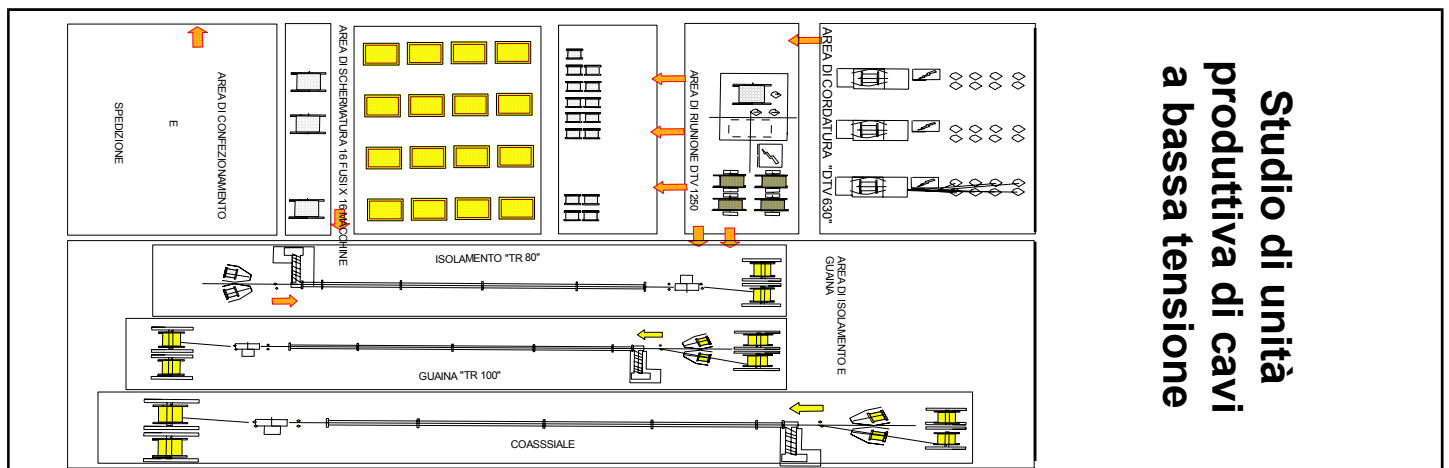 Studio di unità
produttiva di cavi
a bassa tensione
AREA DI CORDATURA "DTV 630"
AREA DI RIUNIONE DTV 1250
AREA DI SCHERMATURA 16 FUSI X 16 MACCHINE
AREA DI CONFEZIONAMENTO
E
SPEDIZIONE
AREA DI ISOLAMENTO E
GUAINA
ISOLAMENTO "TR 80"
GUAINA "TR 100"
COASSSIALE